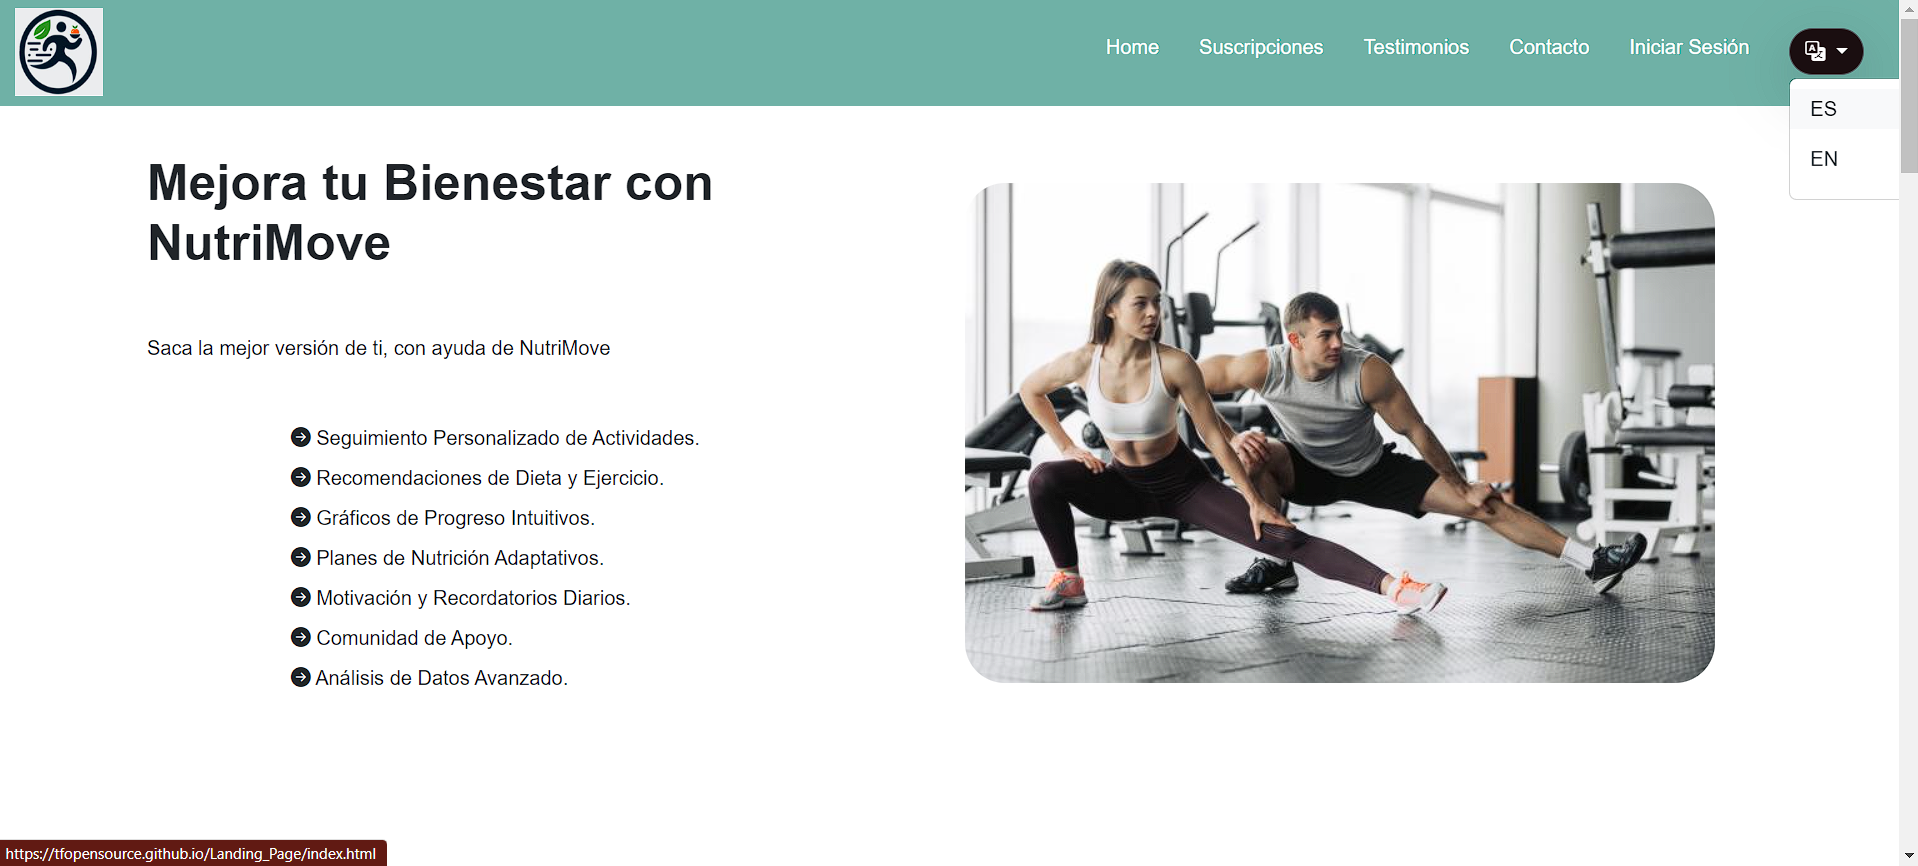 Home Suscripciones Testimonios Contacto Iniciar Sesión
ES
EN
Mejora tu Bienestar con
NutriMove
Saca la mejor versión de ti, con ayuda de NutriMove
Seguimiento Personalizado de Actividades.
Recomendaciones de Dieta y Ejercicio.
Gráficos de Progreso Intuitivos.
Planes de Nutrición Adaptativos.
Motivación y Recordatorios Diarios.
Comunidad de Apoyo.
Análisis de Datos Avanzado.
https://tfopensource.github.io/Landing_Page/index.html